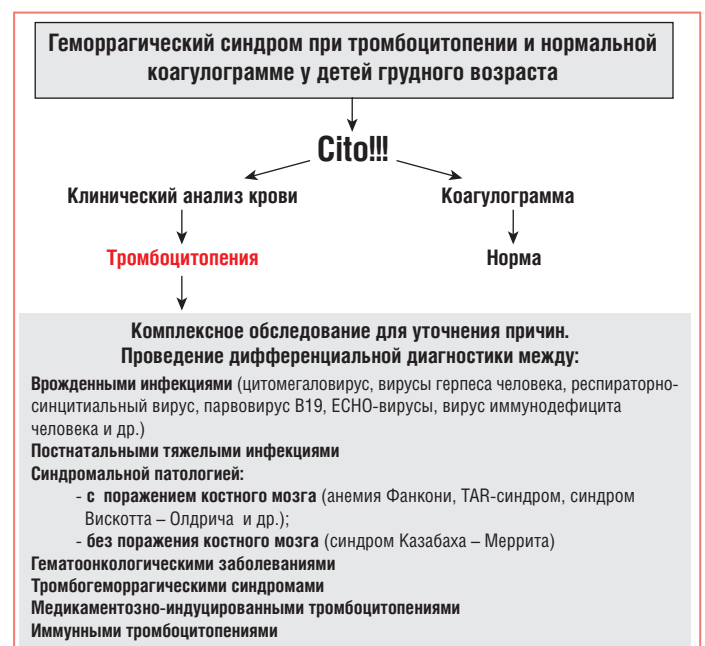 Геморрагический синдром при тромбоцитопении и нормальной
коагулограмме у детей грудного возраста
Cito!!!
Клинический анализ крови
Коагулограмма
Тромбоцитопения
Норма
Комплексное обследование для уточнения причин.
Проведение дифференциальной диагностики между:
Врожденными инфекциями (цитомегаловирус, вирусы герпеса человека, респираторно-
синцитиальный вирус, парвовирус В19, ЕСНО-вирусы, вирус иммунодефицита
человека и др.)
Постнатальными тяжелыми инфекциями
Синдромальной патологией:
- с поражением костного мозга (анемия Фанкони, TAR-синдром, синдром
Вискотта – Олдрича и др.);
- без поражения костного мозга (синдром Казабаха – Меррита)
Гематоонкологическими заболеваниями
Тромбогеморрагическими синдромами
Медикаментозно-индуцированными тромбоцитопениями
Иммунными тромбоцитопениями